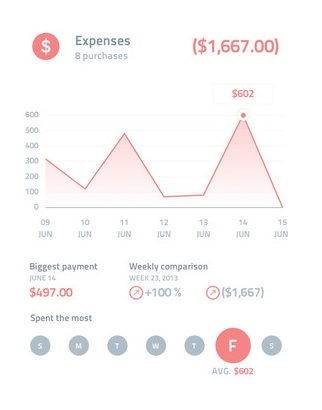 $
Expenses
8 purchases
($1,667.00)
$602
600
500
400
300
200
100
0
09 10 11 12 13 14 15
JUN JUN JUN JUN JUN JUN JUN
Biggest payment
JUNE 14
$497.00
Weekly comparison
WEEK 23, 2013
+100 % ($1,667)
Spent the most
S M T W T F S
AVG. $602